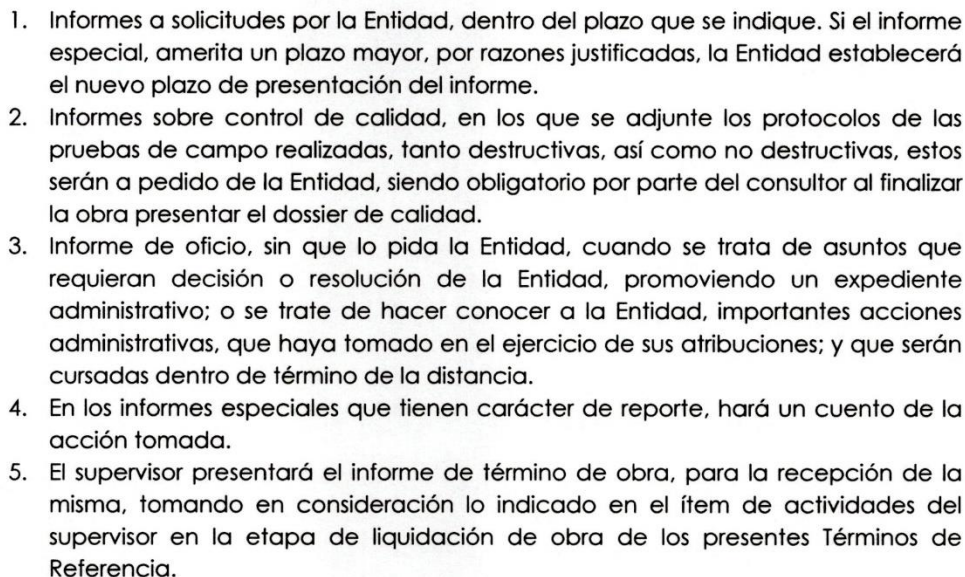 1. Informes a solicitudes por la Entidad, dentro del plazo que se indique. Si el informe
especial, amerita un plazo mayor, por razones justificadas, la Entidad establecerá
el nuevo plazo de presentación del informe.
2. Informes sobre control de calidad, en los que se adjunte los protocolos de las
pruebas de campo realizadas, tanto destructivas, así como no destructivas, estos
serán a pedido de la Entidad, siendo obligatorio por parte del consultor al finalizar
la obra presentar el dossier de calidad.
3. Informe de oficio, sin que lo pida la Entidad, cuando se trata de asuntos que
requieran decisión o resolución de la Entidad, promoviendo un expediente
administrativo; o se trate de hacer conocer a la Entidad, importantes acciones
administrativas, que haya tomado en el ejercicio de sus atribuciones; y que serán
cursadas dentro de término de la distancia.
4. En los informes especiales que tienen carácter de reporte, hará un cuento de la
acción tomada.
5. El supervisor presentará el informe de término de obra, para la recepción de la
misma, tomando en consideración lo indicado en el ítem de actividades del
supervisor en la etapa de liquidación de obra de los presentes Términos de
Referencia.